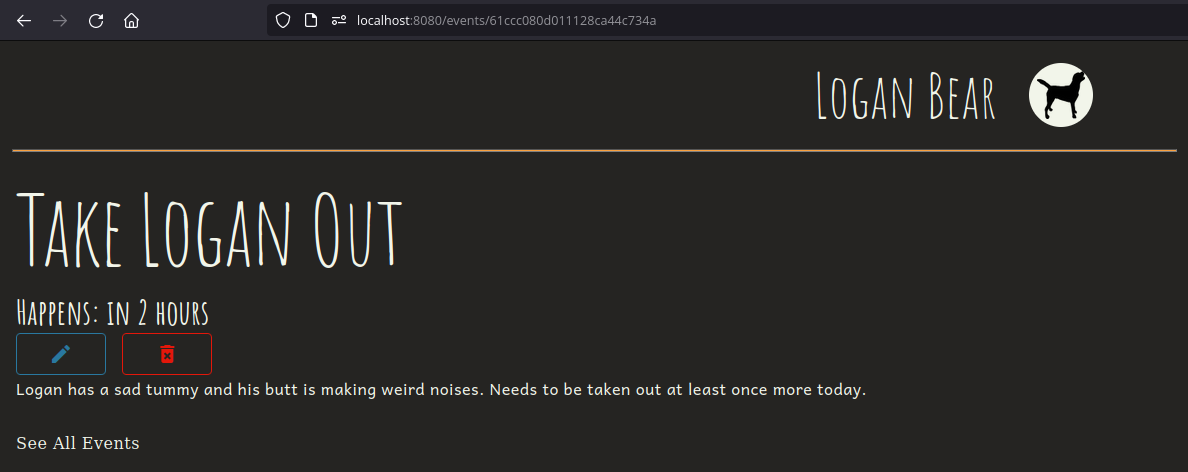 localhost:8080/events/61ccc080d011128ca44c734a
Logan Bear
Take Logan Out
Happens: in 2 hours
Logan has a sad tummy and his butt is making weird noises. Needs to be taken out at least once more today.
See All Events